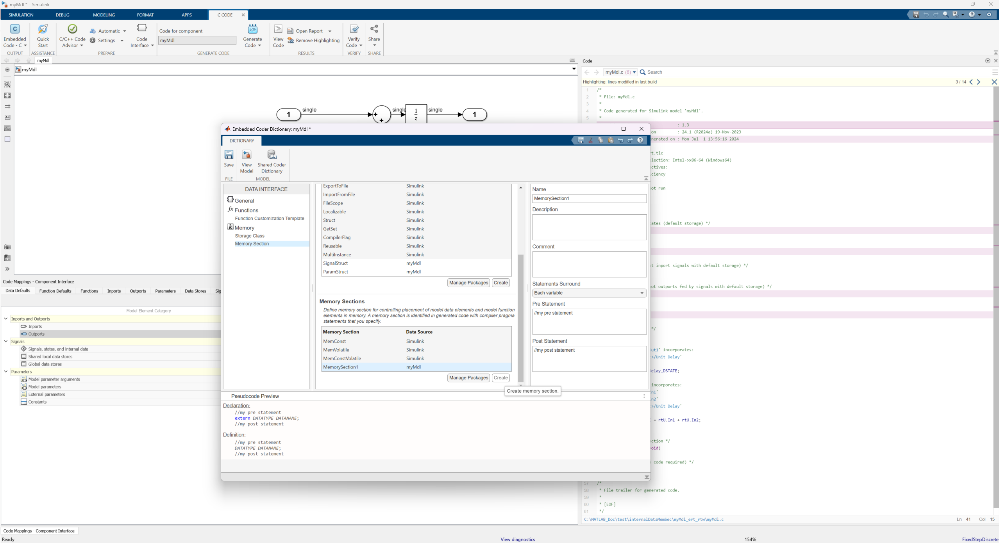 myMdl * - Simulink
SIMULATION
DEBUG
MODELING
FORMAT
APPS
C CODE
Embedded Code - C
Quick Start
C/C++ Code Advisor
Automatic
Settings
Code Interface
Code for component
myMdl
Generate Code
View Code
Open Report
Remove Highlighting
Verify Code
Share
OUTPUT
ASSISTANCE
PREPARE
GENERATE CODE
RESULTS
VERIFY
SHARE
myMdl
myMdl
1
single
+
+
single
1
z
single
1
Code
myMdl.c (6)
Search
Highlighting: lines modified in last build
3 / 14
1 /*
2 * File: myMdl.c
3 *
4 * Code generated for Simulink model 'myMdl'.
5 *
: 1.3
on : 24.1 (R2024a) 19-Nov-2023
enerated on : Mon Jul 1 13:56:16 2024
t.tlc
lection: Intel->x86-64 (Windows64)
ctives:
ciency
ot run
ates (default storage) */
t inport signals with default storage) */
ot outports fed by signals with default storage) */
*/
Out1' incorporates:
>/Unit Delay'
elay_DSTATE;
incorporates:
n1'
n2'
>/Unit Delay'
= rtU.In1 + rtU.In2;
ction */
oid)
code required) */
57 /*
58 * File trailer for generated code.
59 *
60 * [EOF]
61 */
C:\MATLAB_Doc\test\internalDataMemSec\myMdl_ert_rtw\myMdl.c
Ln 41 Col 15
Embedded Coder Dictionary: myMdl *
DICTIONARY
Save
View Model
Shared Coder Dictionary
FILE
MODEL
DATA INTERFACE
General
fx Functions
Function Customization Template
k Memory
Storage Class
Memory Section
ExportToFile Simulink
ImportFromFile Simulink
FileScope Simulink
Localizable Simulink
Struct Simulink
GetSet Simulink
CompilerFlag Simulink
Reusable Simulink
MultiInstance Simulink
SignalStruct myMdl
ParamStruct myMdl
Manage Packages Create
Memory Sections
Define memory section for controlling placement of model data elements and model function
elements in memory. A memory section is identified in generated code with compiler pragma
statements that you specify.
Memory Section Data Source
MemConst Simulink
MemVolatile Simulink
MemConstVolatile Simulink
MemorySection1 myMdl
Manage Packages Create
Create memory section.
Name
MemorySection1
Description
Comment
Statements Surround
Each variable
Pre Statement
//my pre statement
Post Statement
//my post statement
Pseudocode Preview
Declaration:
//my pre statement
extern DATATYPE DATANAME;
//my post statement
Definition:
//my pre statement
DATATYPE DATANAME;
//my post statement
Code Mappings - Component Interface
Data Defaults
Function Defaults
Functions
Inports
Outports
Parameters
Data Stores
Sig
Model Element Category
Inports and Outports
Inports
Outports
Signals
Signals, states, and internal data
Shared local data stores
Global data stores
Parameters
Model parameter arguments
Model parameters
External parameters
Constants
Code Mappings - Component Interface
Ready
View diagnostics
154%
FixedStepDiscrete